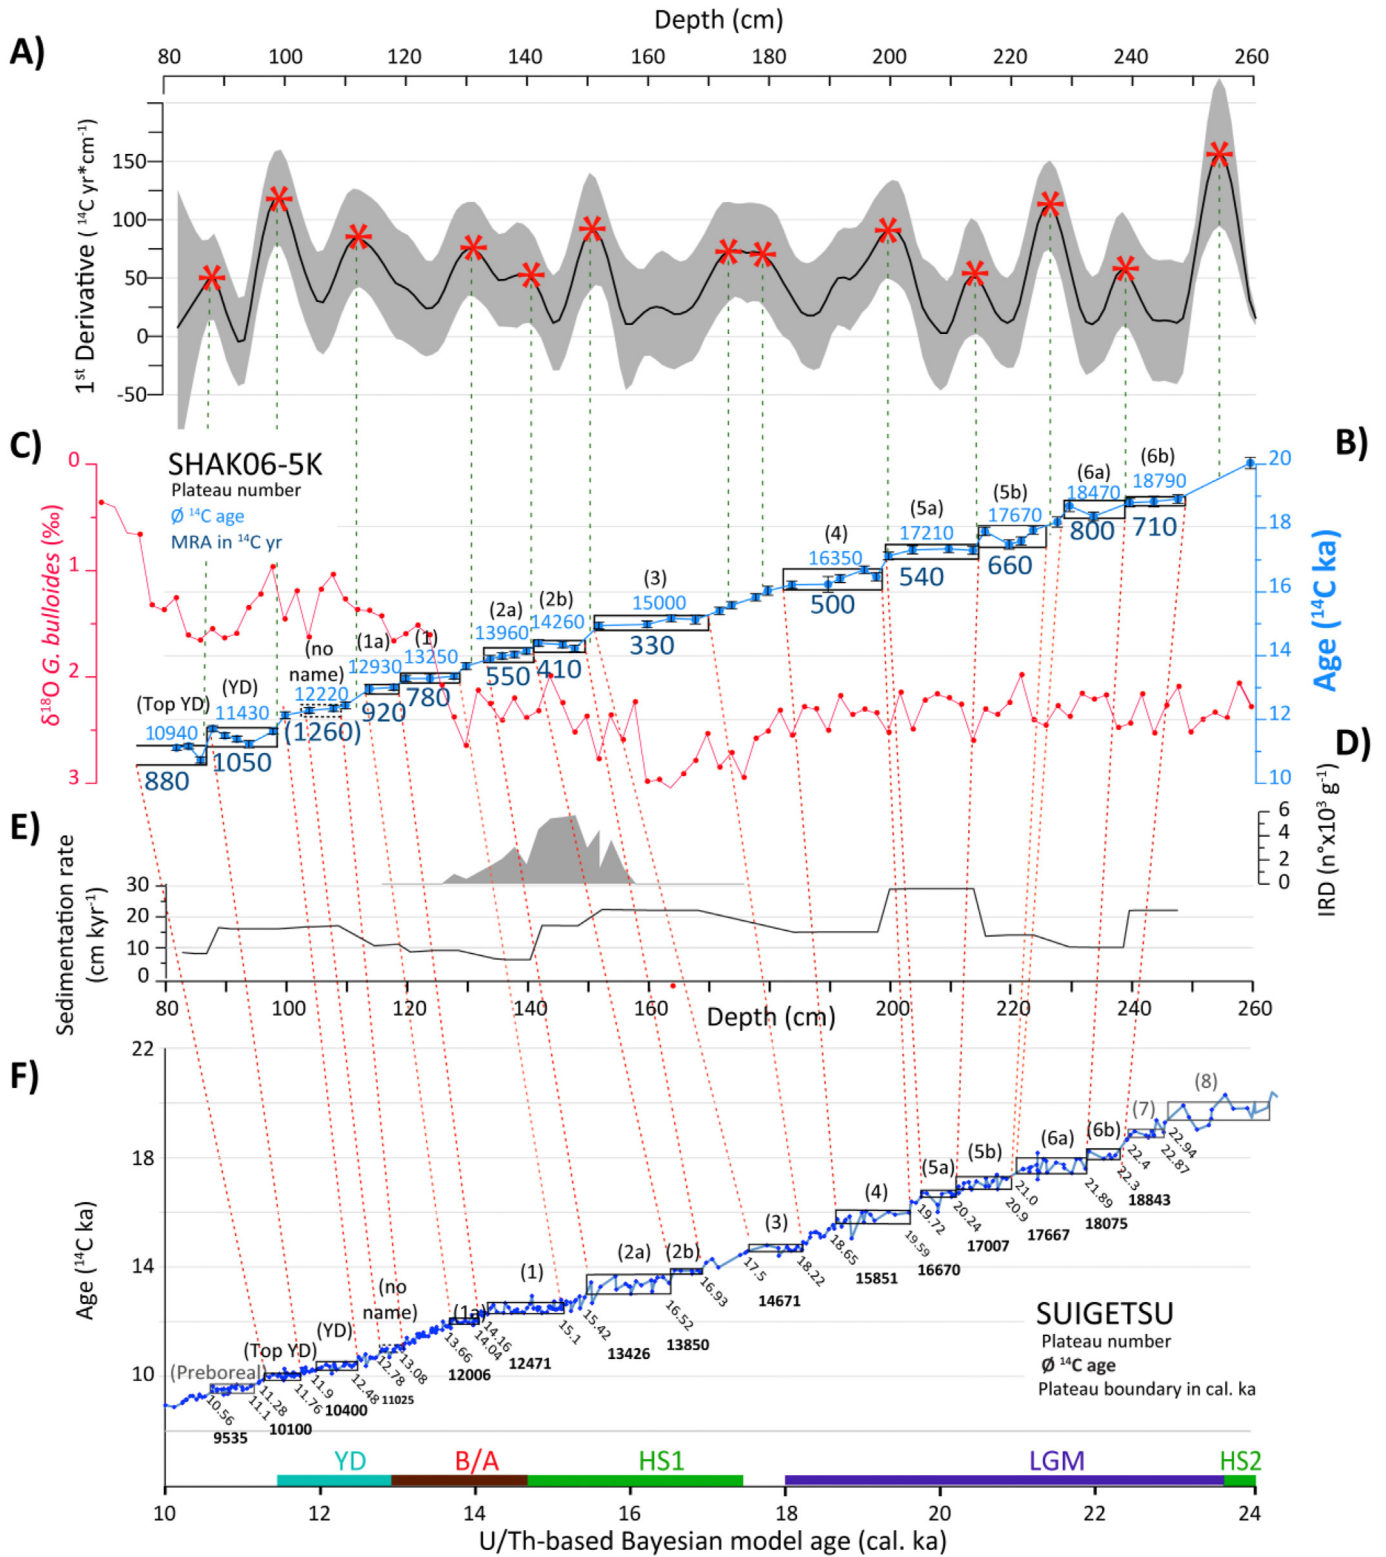 A)
Depth (cm)
80 100 120 140 160 180 200 220 240 260
1st Derivative ( 14C yr*cm-1)
150
100
50
0
-50
C)
B)
δ18O G. bulloides (‰)
0
1
2
3
SHAK06-5K
Plateau number
Ø 14C age
MRA in 14C yr
Age (14C ka)
20
18
16
14
12
10
(Top YD)
10940
880
(YD)
11430
1050
(no
name)
12220
(1260)
(1a)
12930
920
(1)
13250
780
(2a)
13960
550
(2b)
14260
410
(3)
15000
330
(4)
16350
500
(5a)
17210
540
(5b)
17670
660
(6a)
18470
800
(6b)
18790
710
D)
IRD (n°x10³ g-1)
6
4
2
0
E)
Sedimentation rate
(cm kyr-1)
30
20
10
0
80 100 120 140 160 200 220 240 260
Depth (cm)
F)
Age (14C ka)
22
18
14
10
(Preboreal)
10.56
11.1
9535
(Top YD)
11.28
11.76
10100
(YD)
11.9
12.48
10400
(no
name)
12.78
13.08
11025
(1a)
13.66
14.04
12006
(1)
14.16
15.1
12471
(2a)
15.42
16.52
13426
(2b)
16.93
13850
(3)
17.5
18.22
14671
(4)
18.65
19.59
15851
(5a)
19.72
20.24
16670
(5b)
20.9
17007
(6a)
21.0
21.89
17667
(6b)
22.3
18075
(7)
22.4
22.87
18843
(8)
22.94
SUIGETSU
Plateau number
Ø 14C age
Plateau boundary in cal. ka
YD B/A HS1 LGM HS2
10 12 14 16 18 20 22 24
U/Th-based Bayesian model age (cal. ka)